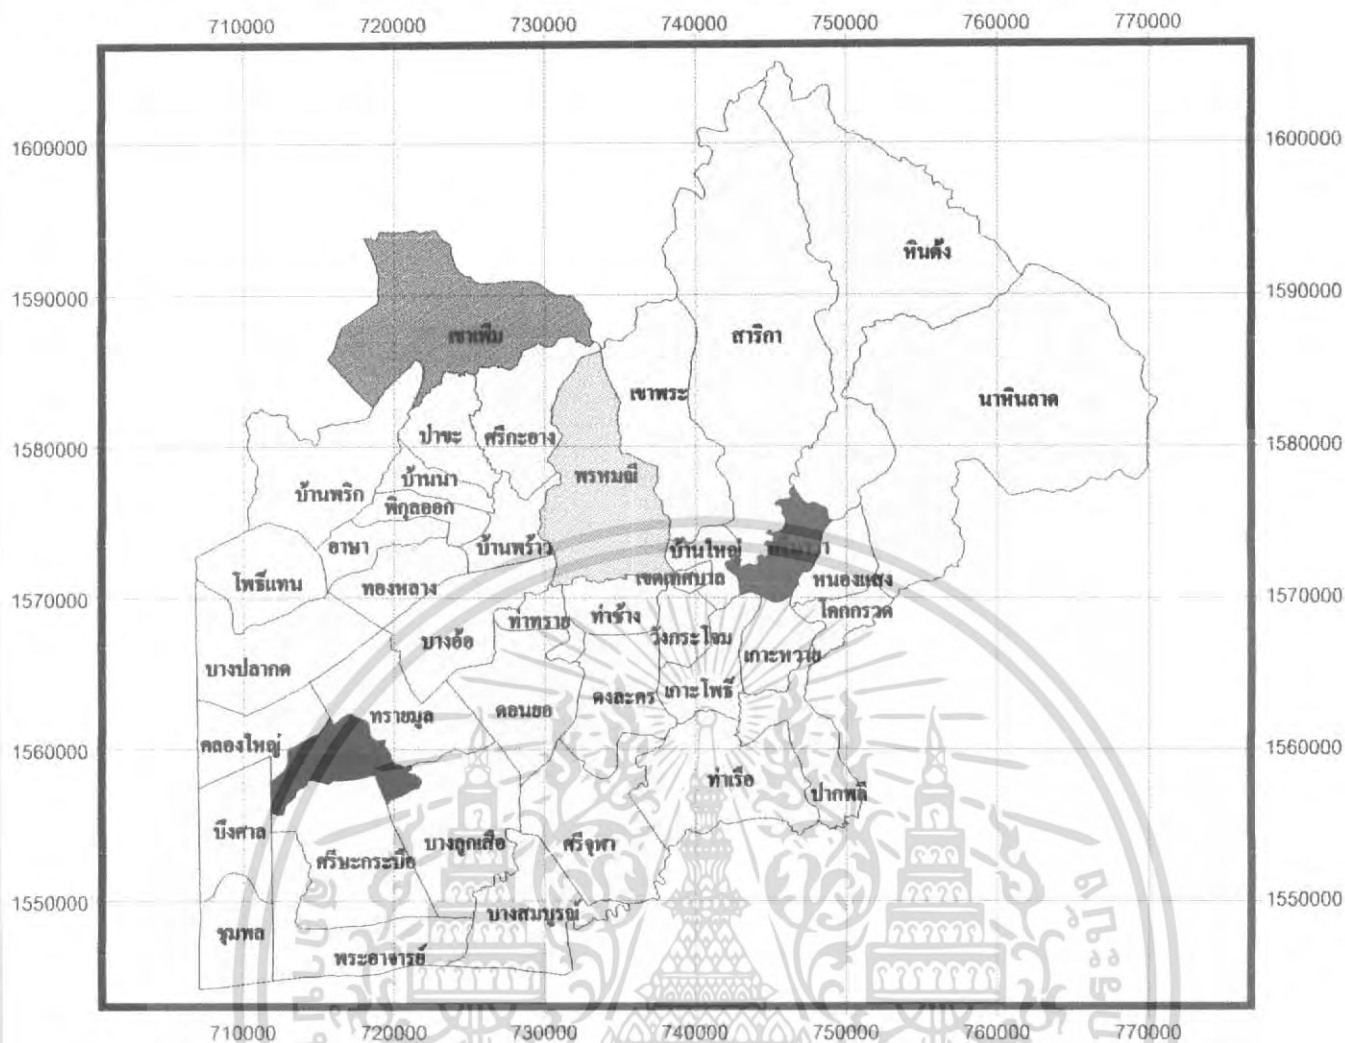 710000 720000 730000 740000 750000 760000 770000
1600000 1600000
หินตั้ง
1590000 1590000
เขาเพิ่ม
สาริกา
เขาพระ
นาหินลาด
ป่าขะ ศรีกะอาง
1580000 1580000
บ้านนา พรหมณี
บ้านพริก
พิกุลออก
อาษา บ้านพร้าว บ้านใหญ่
โพธิ์แทน ทองหลาง เขตเทศบาล หนองแสง
1570000 1570000
ท่าทราย ท่าช้าง โคกกรวด
บางอ้อ วังกระโจม
บางปลากด เกาะหวาย
ดงละคร เกาะโพธิ์
ทรายมูล ดอนยอ
คลองใหญ่
1560000 1560000
ท่าเรือ ปากพลี
บึงศาล
ศรีษะกระบือ บางลูกเสือ ศรีจุฬา
1550000 1550000
บางสมบูรณ์
ชุมพล
พระอาจารย์
710000 720000 730000 740000 750000 760000 770000